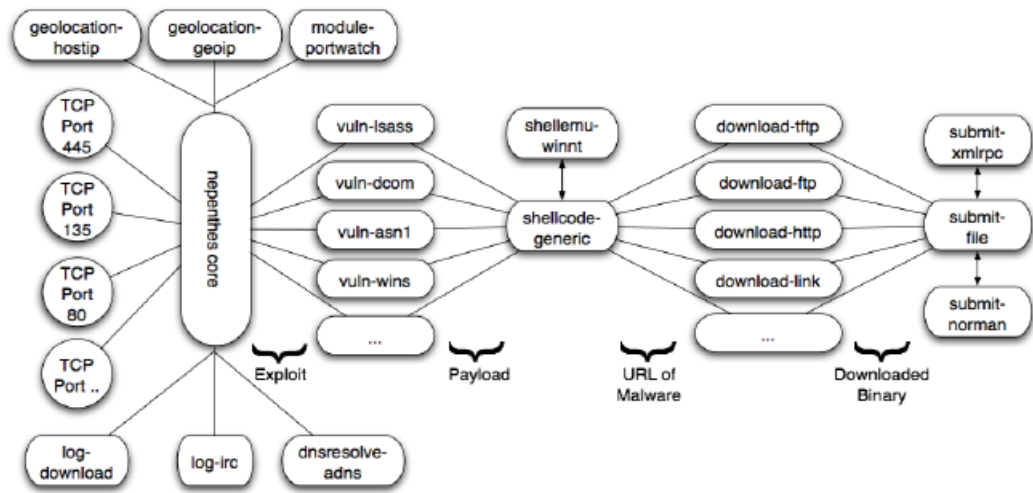 geolocation-
hostip
geolocation-
geoip
module-
portwatch
TCP
Port
445
TCP
Port
135
TCP
Port
80
TCP
Port ..
nepenthes core
vuln-lsass
vuln-dcom
vuln-asn1
vuln-wins
...
shellemu-
winnt
shellcode-
generic
download-tftp
download-ftp
download-http
download-link
...
submit-
xmlrpc
submit-
file
submit-
norman
Exploit
Payload
URL of
Malware
Downloaded
Binary
log-
download
log-irc
dnsresolve-
adns